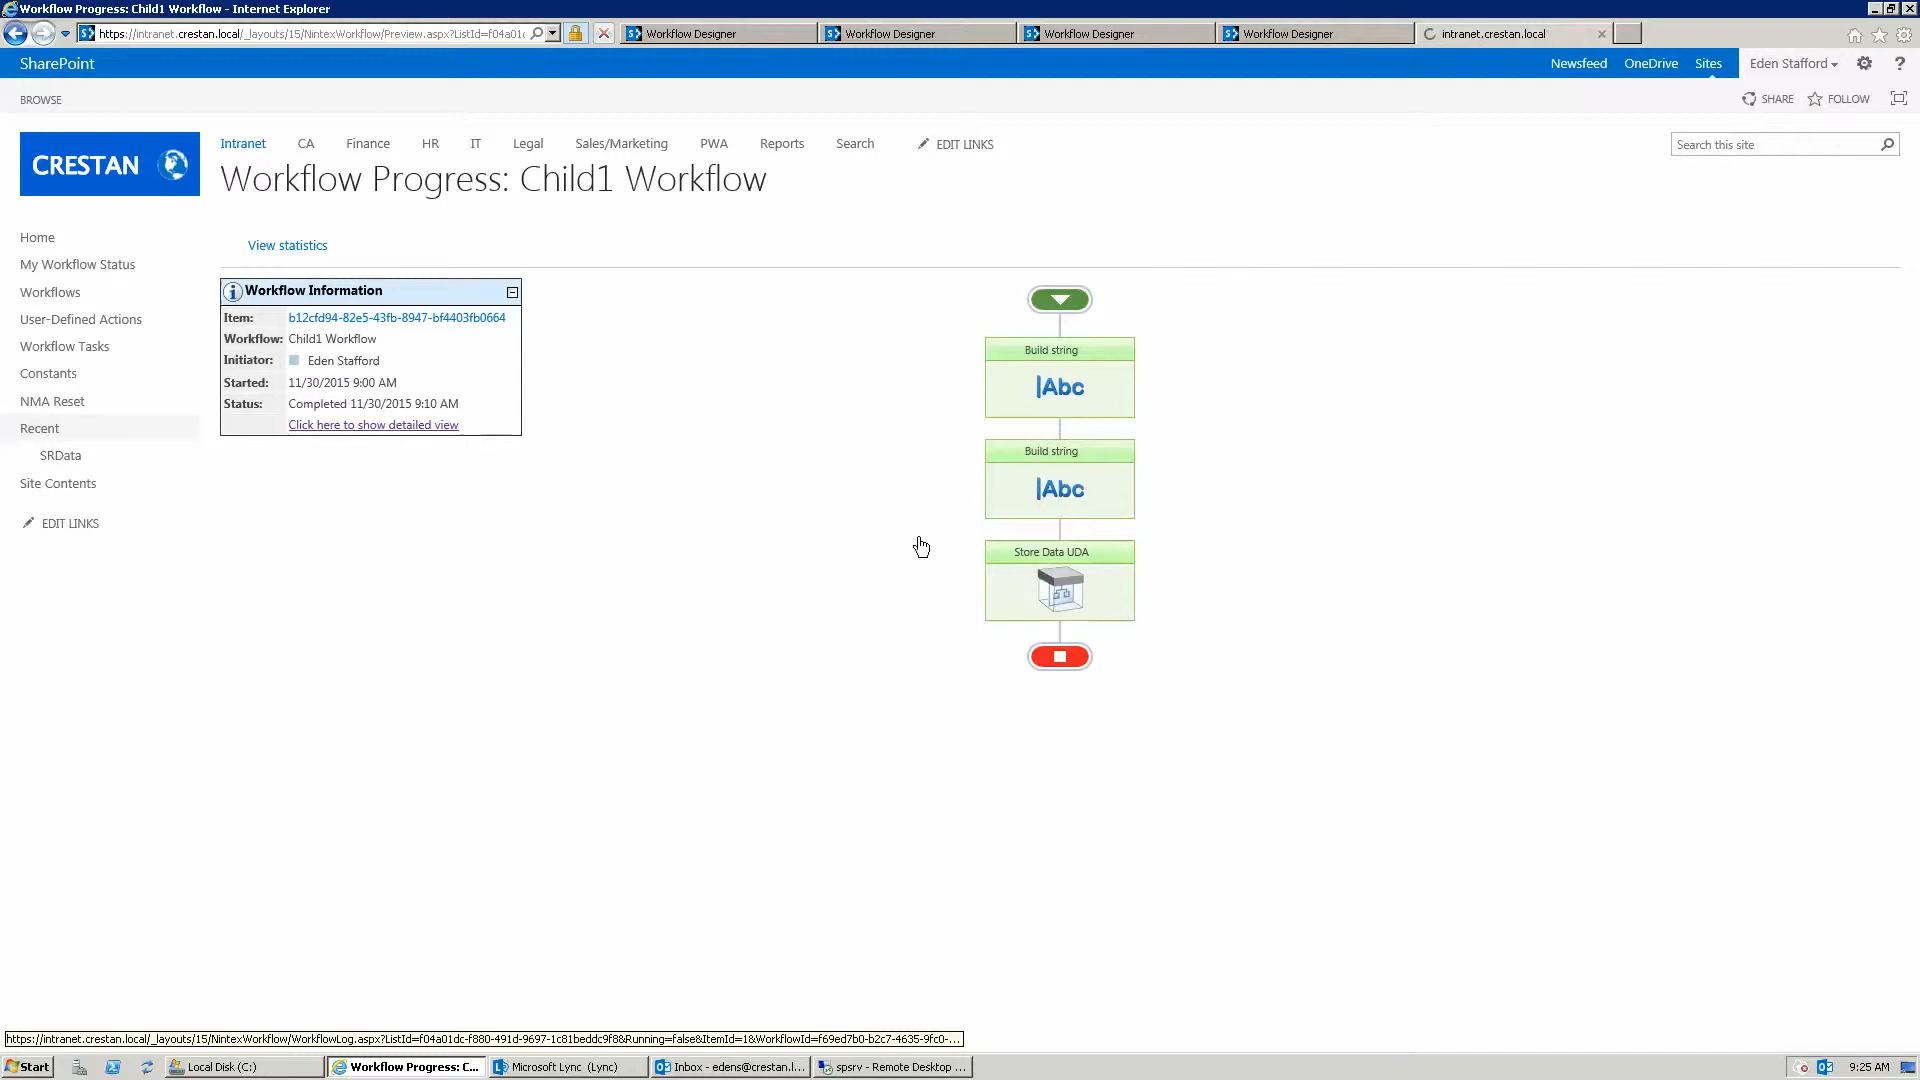 Workflow Progress: Child1 Workflow - Internet Explorer
https://intranet.crestan.local/_layouts/15/NintexWorkflow/Preview.aspx?ListId=f04a01dc
Workflow Designer
Workflow Designer
Workflow Designer
Workflow Designer
intranet.crestan.local
SharePoint
Newsfeed
OneDrive
Sites
Eden Stafford
?
BROWSE
SHARE
FOLLOW
CRESTAN
Intranet
CA
Finance
HR
IT
Legal
Sales/Marketing
PWA
Reports
Search
EDIT LINKS
Search this site
Workflow Progress: Child1 Workflow
Home
My Workflow Status
Workflows
User-Defined Actions
Workflow Tasks
Constants
NMA Reset
Recent
SRData
Site Contents
EDIT LINKS
View statistics
Workflow Information
Item: b12cfd94-82e5-43fb-8947-bf4403fb0664
Workflow: Child1 Workflow
Initiator: Eden Stafford
Started: 11/30/2015 9:00 AM
Status: Completed 11/30/2015 9:10 AM
Click here to show detailed view
Build string
Abc
Build string
Abc
Store Data UDA
https://intranet.crestan.local/_layouts/15/NintexWorkflow/WorkflowLog.aspx?ListId=f04a01dc-f880-491d-9697-1c81beddc9f8&Running=false&ItemId=1&WorkflowId=f69ed7b0-b2c7-4635-9fc0-...
Start
Local Disk (C:)
Workflow Progress: C...
Microsoft Lync (Lync)
Inbox - edens@crestan.l...
spsrv - Remote Desktop ...
9:25 AM